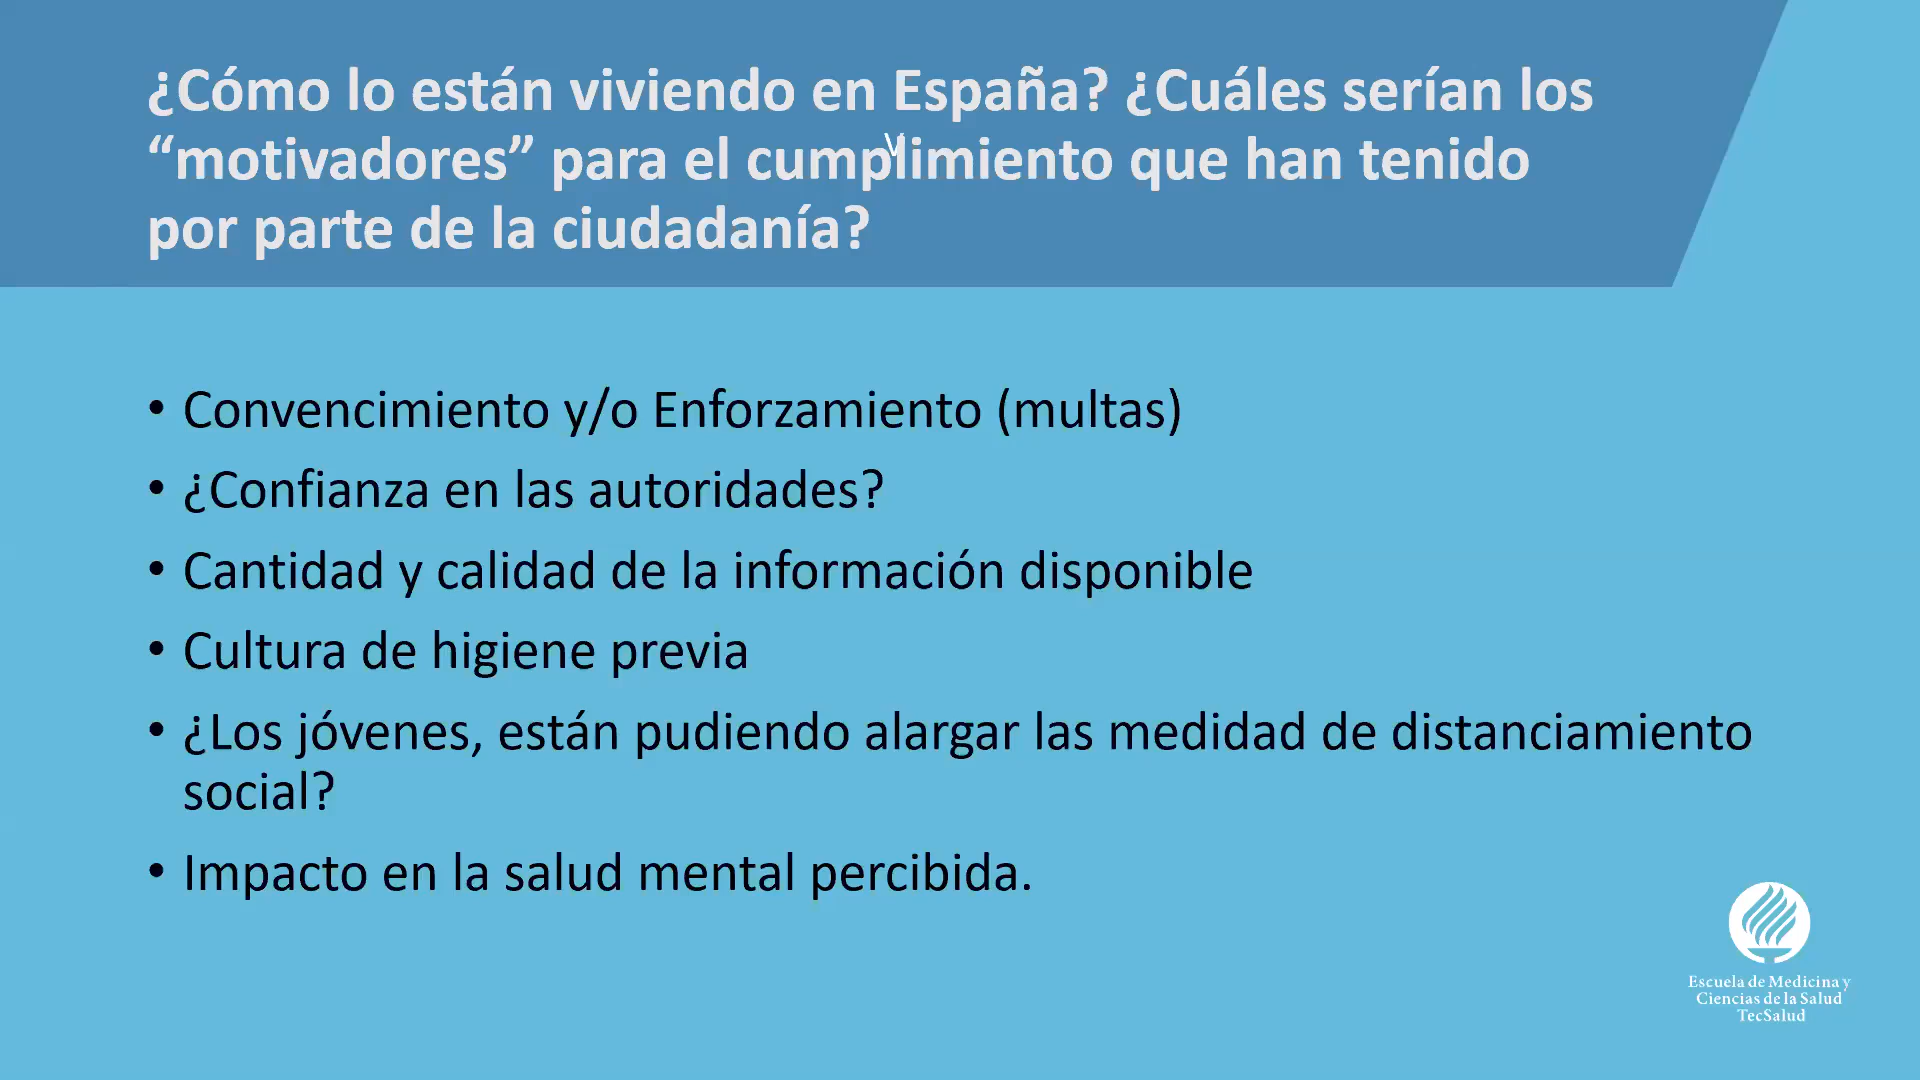 ¿Cómo lo están viviendo en España? ¿Cuáles serían los
“motivadores” para el cumplimiento que han tenido
por parte de la ciudadanía?
v
• Convencimiento y/o Enforzamiento (multas)
• ¿Confianza en las autoridades?
• Cantidad y calidad de la información disponible
• Cultura de higiene previa
• ¿Los jóvenes, están pudiendo alargar las medidad de distanciamiento
social?
• Impacto en la salud mental percibida.
Escuela de Medicina y
Ciencias de la Salud
TecSalud